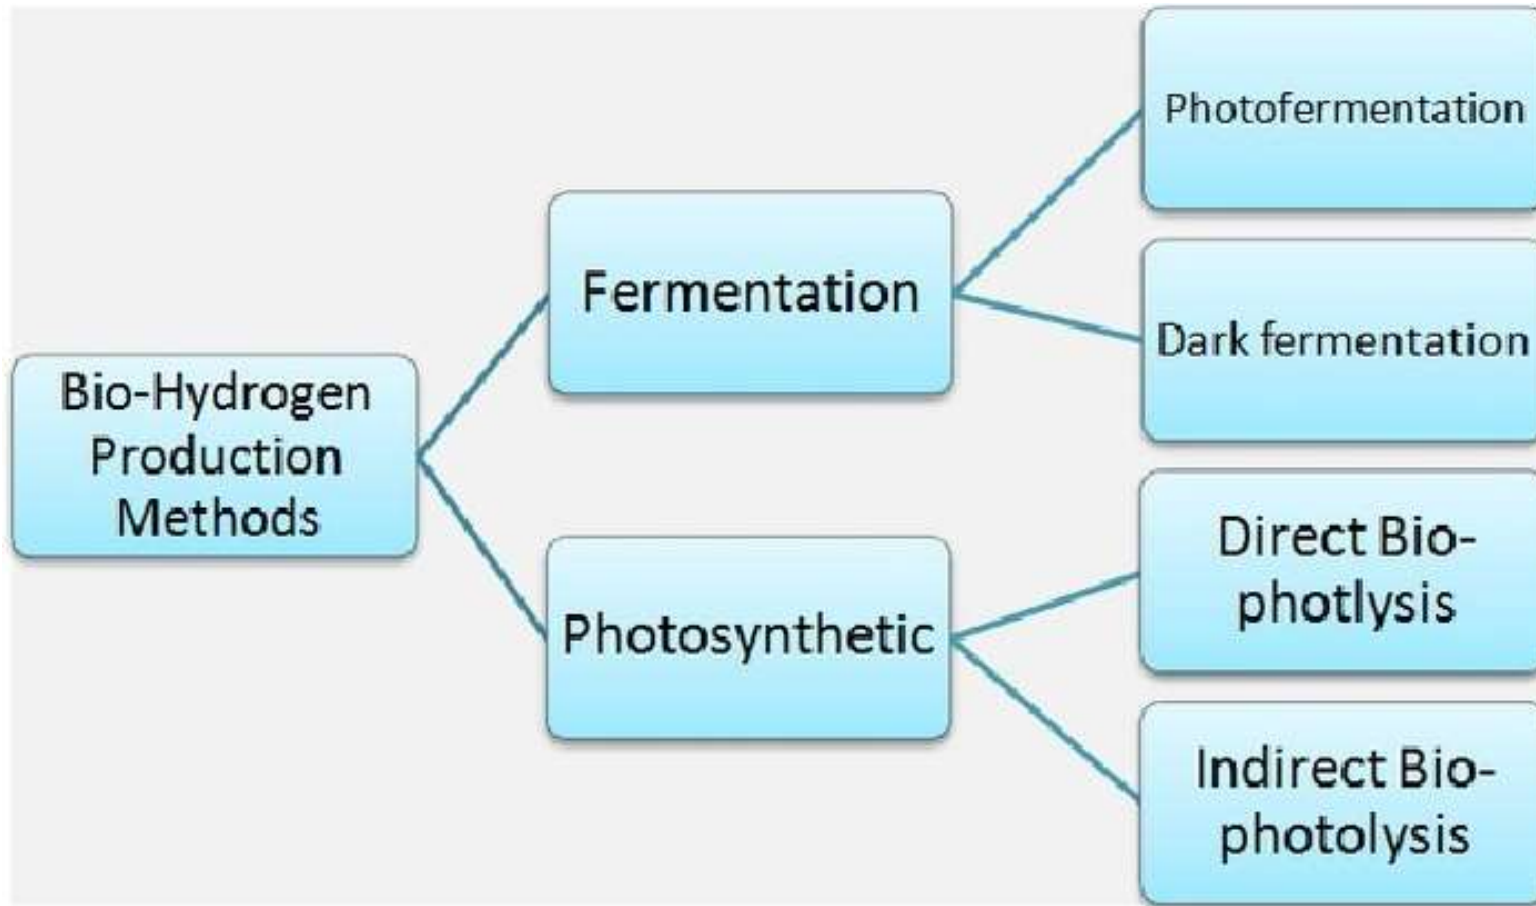 Bio-Hydrogen
Production
Methods
Fermentation
Photosynthetic
Photofermentation
Dark fermentation
Direct Bio-
photlysis
Indirect Bio-
photolysis